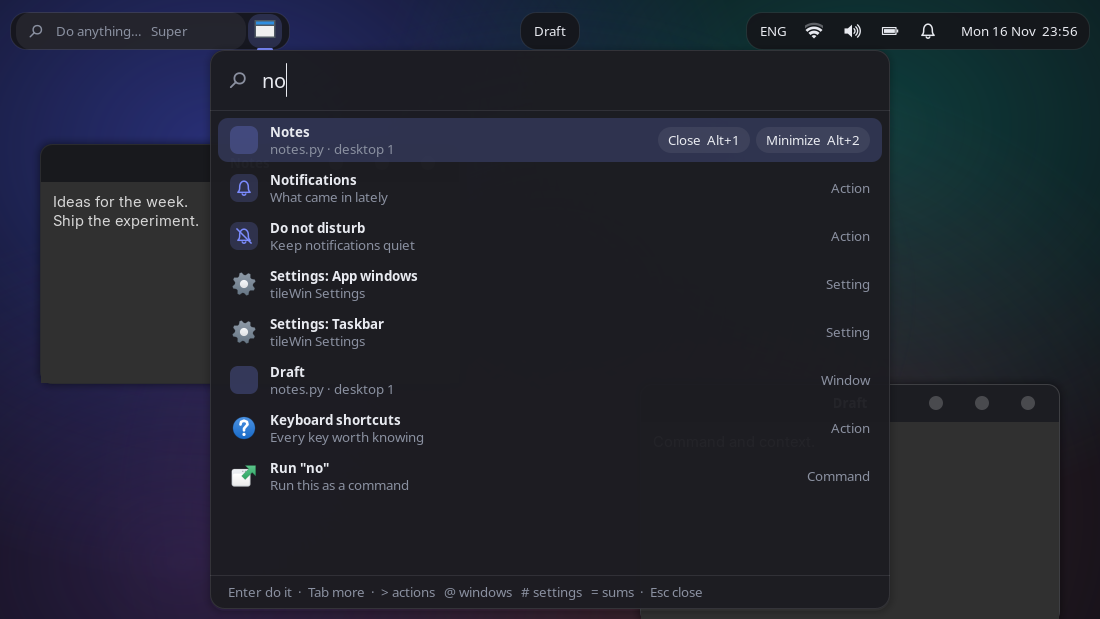 Do anything... Super
Draft
ENG
Mon 16 Nov 23:56
no
Notes
notes.py · desktop 1
Close Alt+1
Minimize Alt+2
Notifications
What came in lately
Action
Do not disturb
Keep notifications quiet
Action
Settings: App windows
tileWin Settings
Setting
Settings: Taskbar
tileWin Settings
Setting
Draft
notes.py · desktop 1
Window
Keyboard shortcuts
Every key worth knowing
Action
Run "no"
Run this as a command
Command
Enter do it · Tab more · > actions @ windows # settings = sums · Esc close
Ideas for the week.
Ship the experiment.
Draft
Command and context